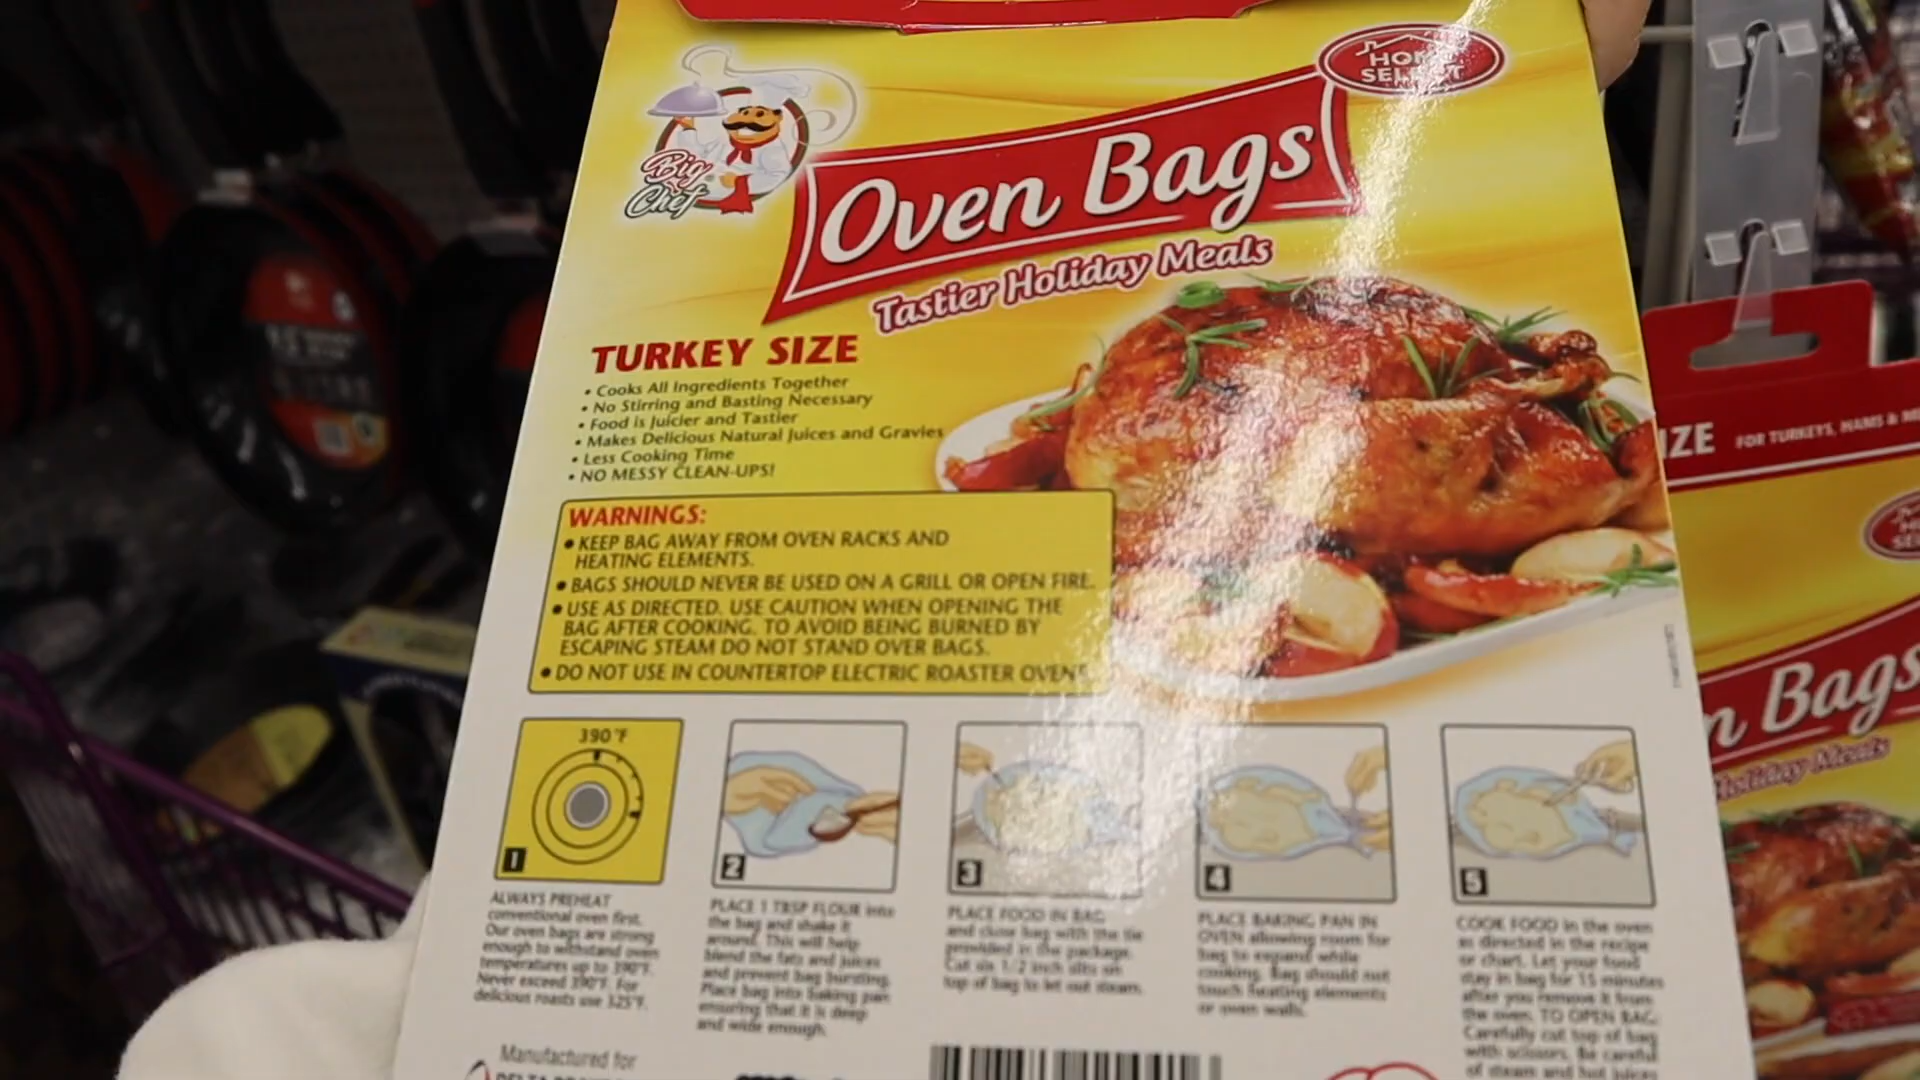 HOME
SELECT
Big
Chef
Oven Bags
Tastier Holiday Meals
TURKEY SIZE
• Cooks All Ingredients Together
• No Stirring and Basting Necessary
• Food is Juicier and Tastier
• Makes Delicious Natural Juices and Gravies
• Less Cooking Time
• NO MESSY CLEAN-UPS!
WARNINGS:
• KEEP BAG AWAY FROM OVEN RACKS AND
HEATING ELEMENTS.
• BAGS SHOULD NEVER BE USED ON A GRILL OR OPEN FIRE.
• USE AS DIRECTED. USE CAUTION WHEN OPENING THE
BAG AFTER COOKING. TO AVOID BEING BURNED BY
ESCAPING STEAM DO NOT STAND OVER BAGS.
• DO NOT USE IN COUNTERTOP ELECTRIC ROASTER OVENS
390°F
1
2
3
4
5
ALWAYS PREHEAT
conventional oven first.
Our oven bags are strong
enough to withstand oven
temperatures up to 390°F.
Never exceed 390°F. For
delicious roasts use 325°F.
PLACE 1 TBSP FLOUR into
the bag and shake it
around. This will help
blend the fats and juices
and prevent bag bursting.
Place bag into baking pan
ensuring that it is deep
and wide enough.
PLACE FOOD IN BAG
and close bag with the tie
provided in the package.
Cut six 1/2 inch slits on
top of bag to let out steam.
PLACE BAKING PAN IN
OVEN allowing room for
bag to expand while
cooking. Bag should not
touch heating elements
or oven walls.
COOK FOOD in the oven
as directed in the recipe
or chart. Let your food
stay in bag for 15 minutes
after you remove it from
the oven. TO OPEN BAG:
Carefully cut top of bag
with scissors. Be careful
of steam and hot juices
Manufactured for
IZE FOR TURKEYS, HAMS &
n Bags
Holiday Meals